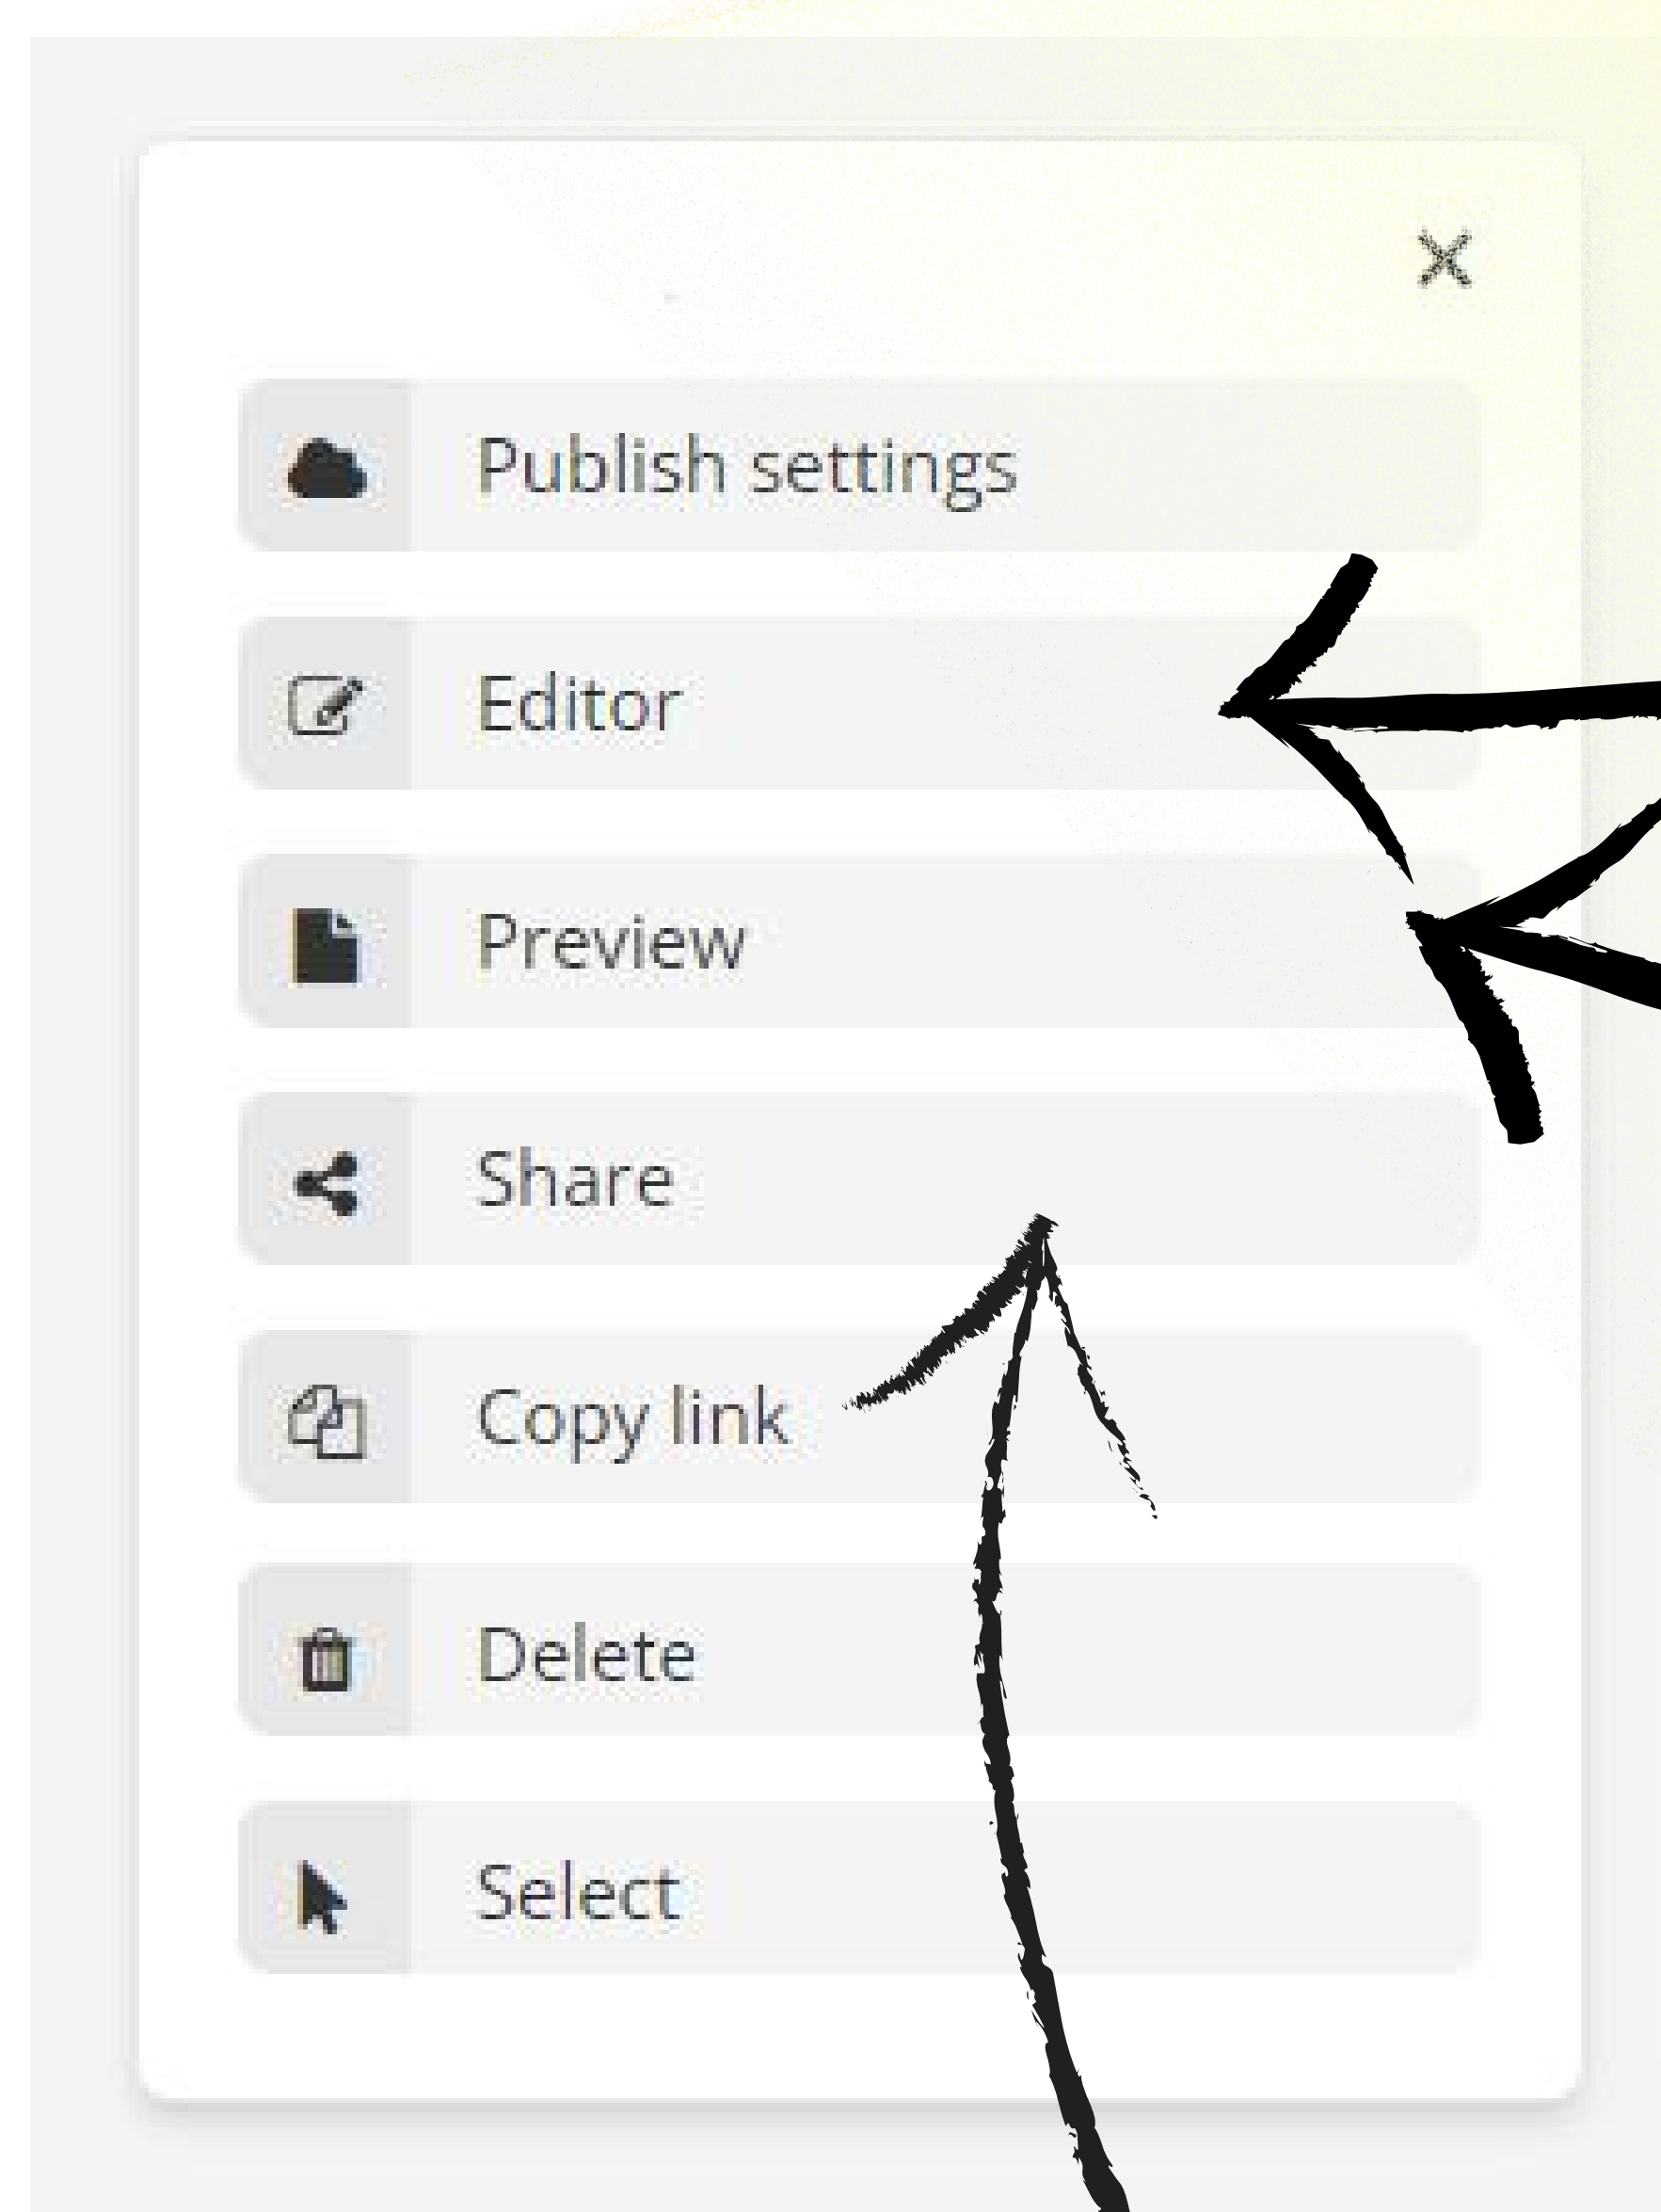 Publish settings
Editor
Preview
Share
Copy link
Delete
Select